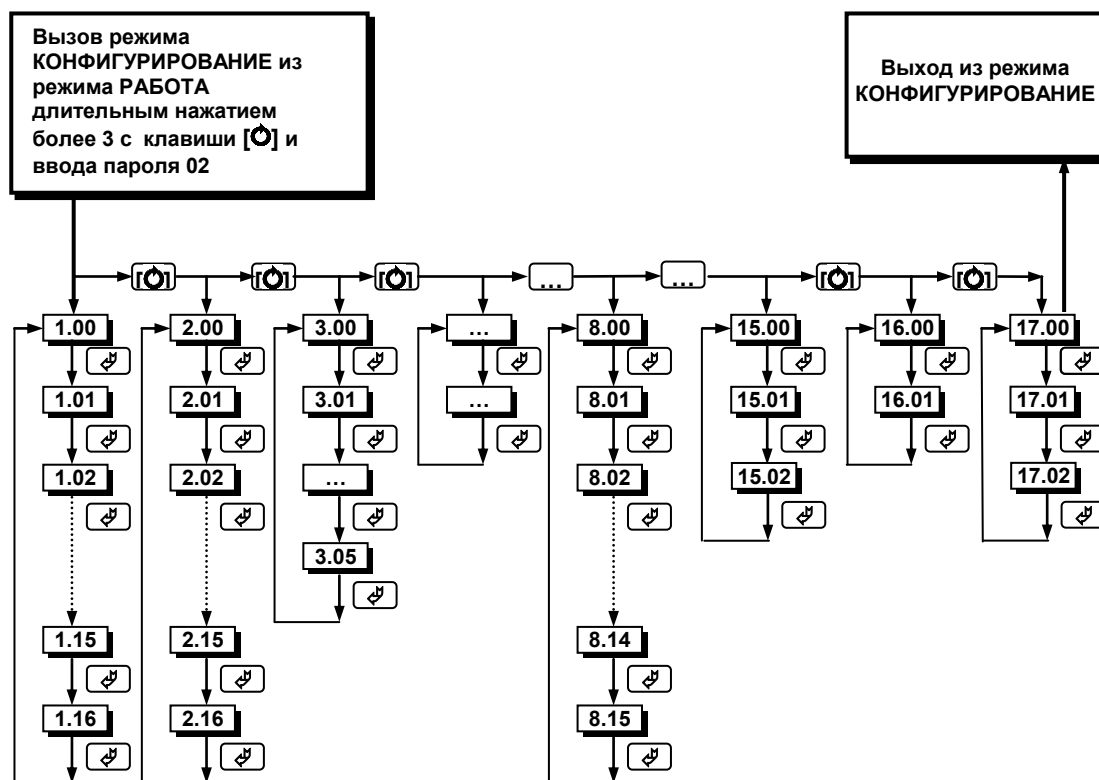 Вызов режима
КОНФИГУРИРОВАНИЕ из
режима РАБОТА
длительным нажатием
более 3 с клавиши [] и
ввода пароля 02
Выход из режима
КОНФИГУРИРОВАНИЕ
[] [] [] ... ... [] []
1.00 2.00 3.00 ... 8.00 15.00 16.00 17.00
1.01 2.01 3.01 ... 8.01 15.01 16.01 17.01
1.02 2.02 ... 8.02 15.02 17.02
3.05
1.15 2.15 8.14
1.16 2.16 8.15